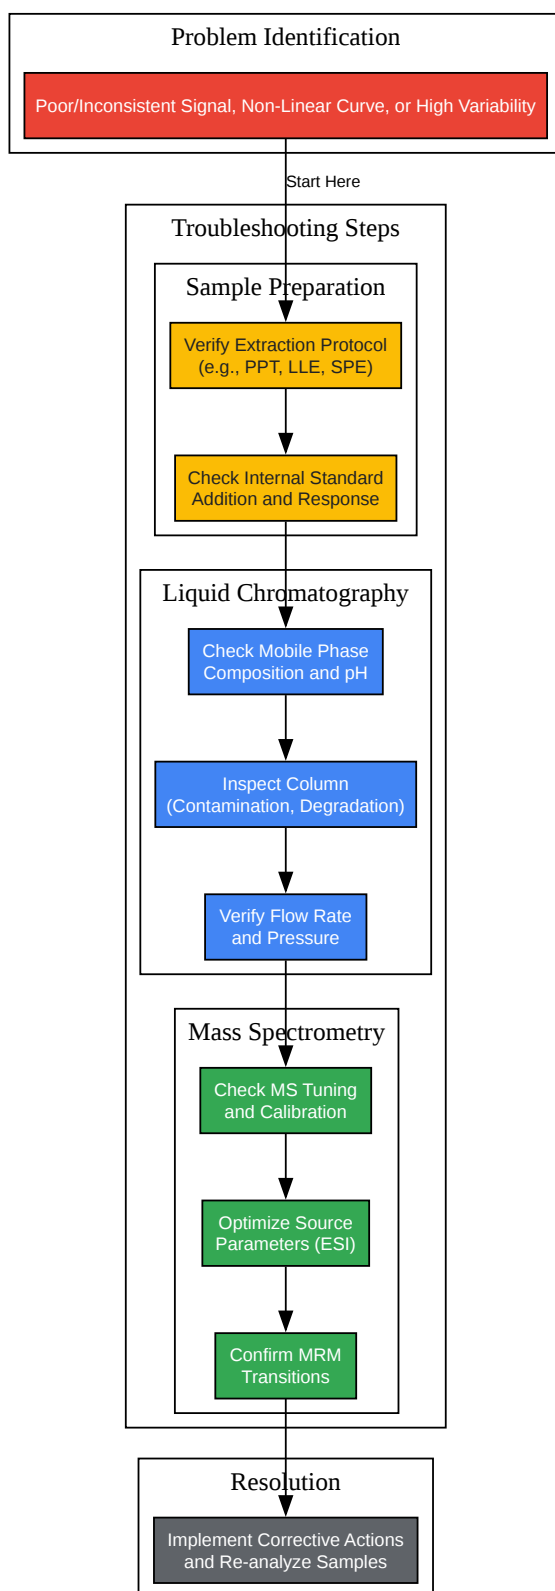 Problem Identification
Poor/Inconsistent Signal, Non-Linear Curve, or High Variability
Start Here
Troubleshooting Steps
Sample Preparation
Verify Extraction Protocol
(e.g., PPT, LLE, SPE)
Check Internal Standard
Addition and Response
Liquid Chromatography
Check Mobile Phase
Composition and pH
Inspect Column
(Contamination, Degradation)
Verify Flow Rate
and Pressure
Mass Spectrometry
Check MS Tuning
and Calibration
Optimize Source
Parameters (ESI)
Confirm MRM
Transitions
Resolution
Implement Corrective Actions
and Re-analyze Samples